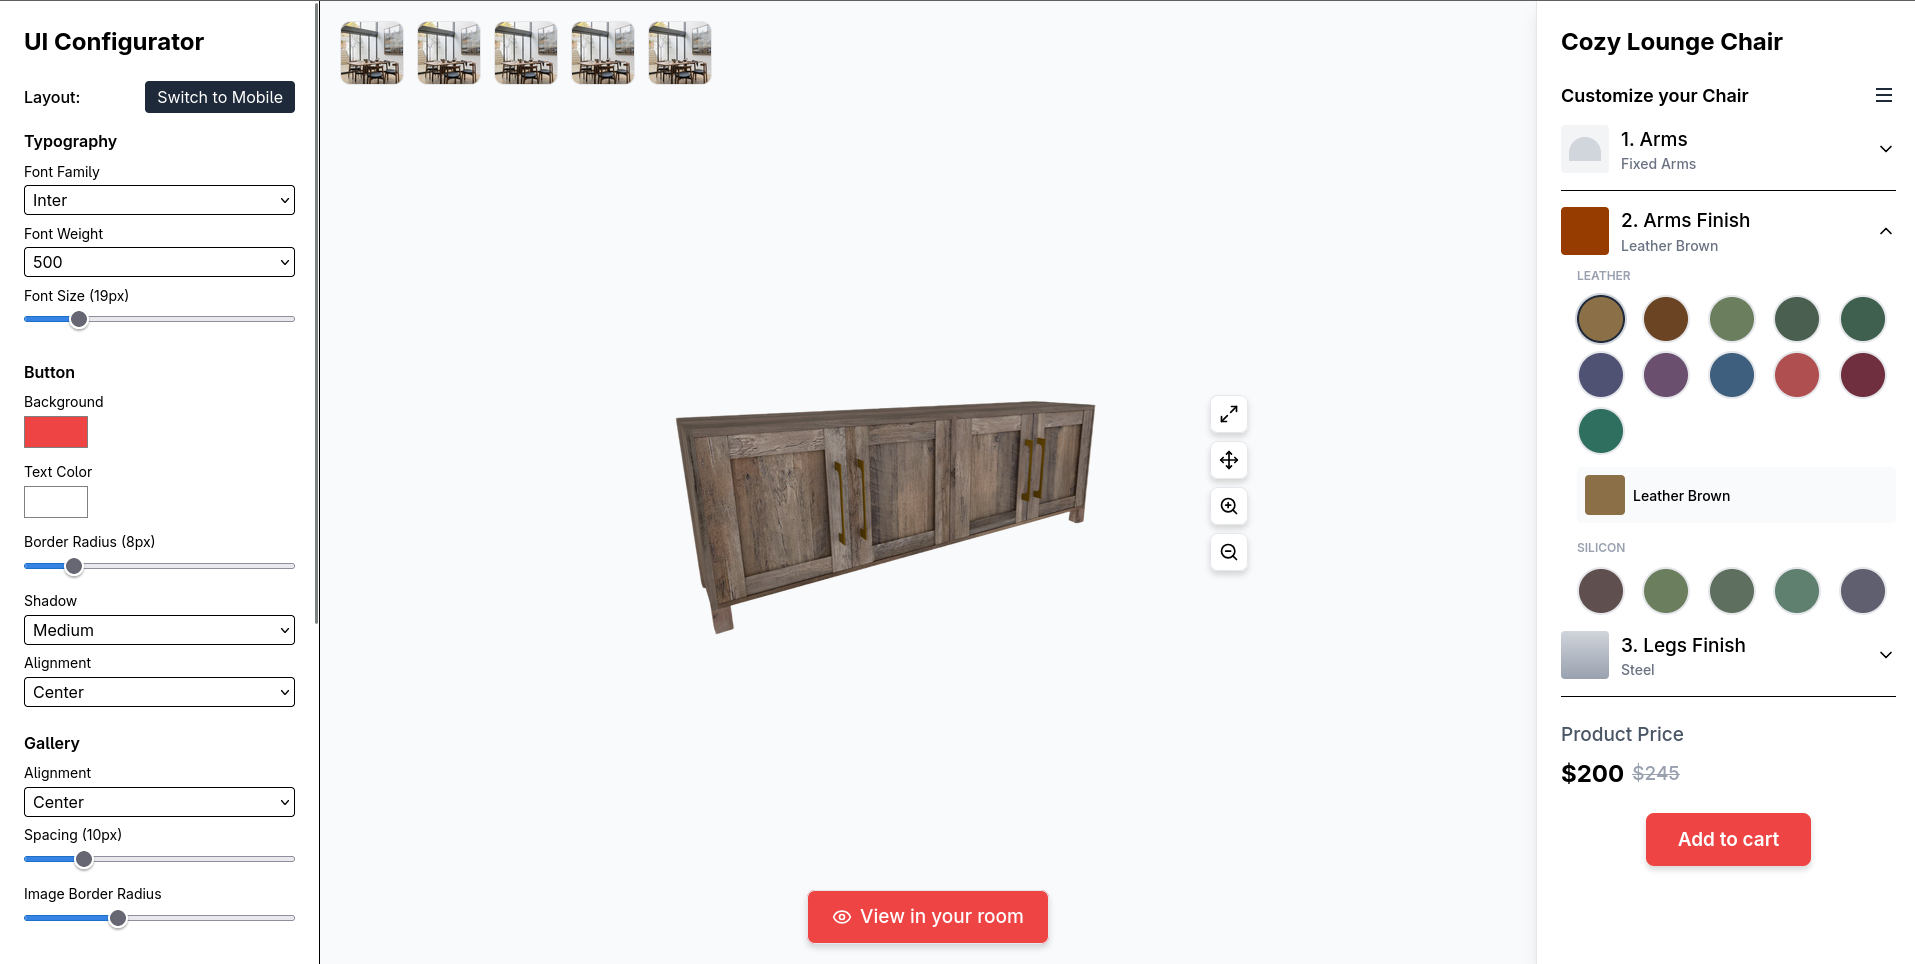 UI Configurator
Layout:
Switch to Mobile
Typography
Font Family
Inter
Font Weight
500
Font Size (19px)
Button
Background
Text Color
Border Radius (8px)
Shadow
Medium
Alignment
Center
Gallery
Alignment
Center
Spacing (10px)
Image Border Radius
View in your room
Cozy Lounge Chair
Customize your Chair
1. Arms
Fixed Arms
2. Arms Finish
Leather Brown
LEATHER
Leather Brown
SILICON
3. Legs Finish
Steel
Product Price
$200 $245
Add to cart